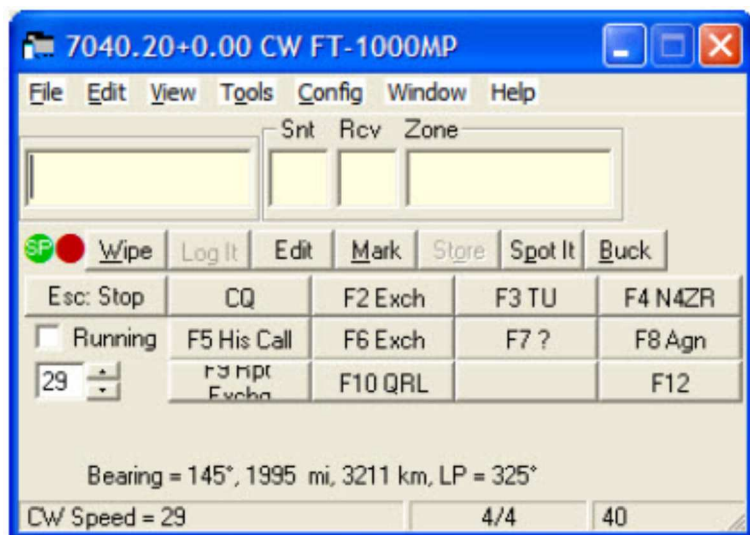 7040.20+0.00 CW FT-1000MP
File Edit View Tools Config Window Help
Snt Rcv Zone
SP Wipe Log It Edit Mark Store Spot It Buck
Esc: Stop CQ F2 Exch F3 TU F4 N4ZR
Running F5 His Call F6 Exch F7 ? F8 Agn
29 F9 Rpt Exchg F10 QRL F12
Bearing = 145°, 1995 mi, 3211 km, LP = 325°
CW Speed = 29 4/4 40